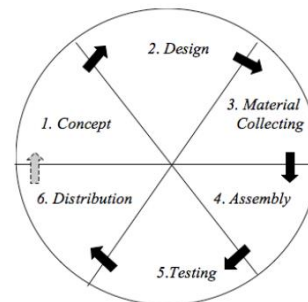 2. Design
1. Concept
3. Material
Collecting
6. Distribution
4. Assembly
5.Testing